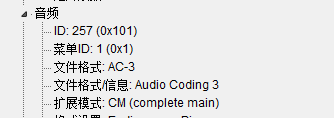 音频
ID: 257 (0x101)
菜单ID: 1 (0x1)
文件格式: AC-3
文件格式/信息: Audio Coding 3
扩展模式: CM (complete main)